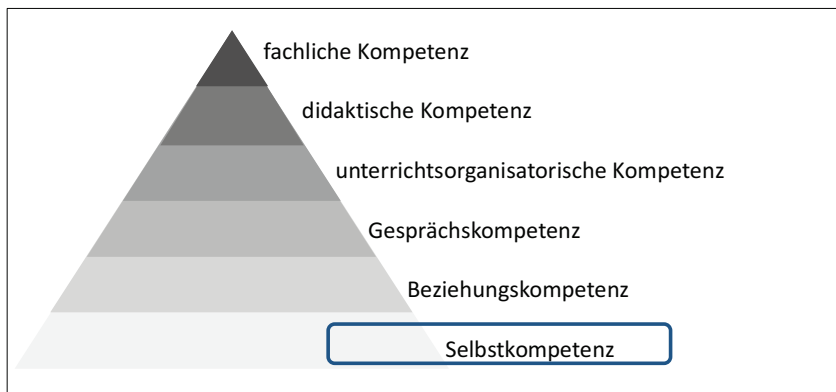 fachliche Kompetenz
didaktische Kompetenz
unterrichtsorganisatorische Kompetenz
Gesprächskompetenz
Beziehungskompetenz
Selbstkompetenz